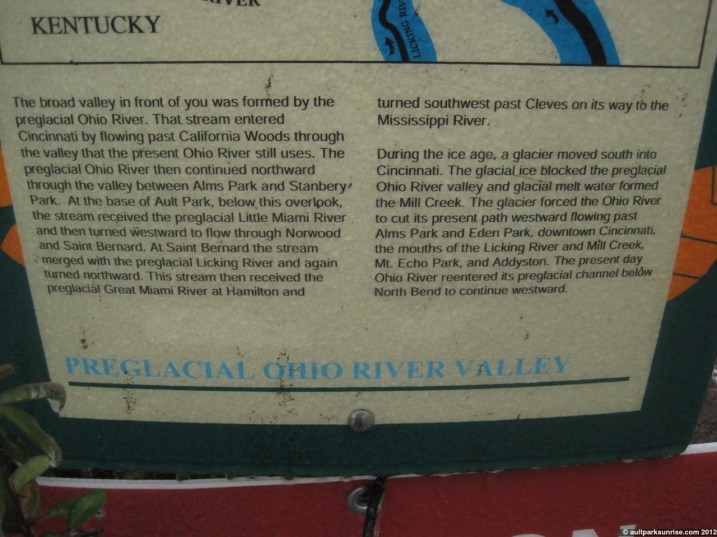 RIVER
KENTUCKY
LICKING RIV
The broad valley in front of you was formed by the
preglacial Ohio River. That stream entered
Cincinnati by flowing past California Woods through
the valley that the present Ohio River still uses. The
preglacial Ohio River then continued northward
through the valley between Alms Park and Stanbery
Park. At the base of Ault Park, below this overlook,
the stream received the preglacial Little Miami River
and then turned westward to flow through Norwood
and Saint Bernard. At Saint Bernard the stream
merged with the preglacial Licking River and again
turned northward. This stream then received the
preglacial Great Miami River at Hamilton and
turned southwest past Cleves on its way to the
Mississippi River.
During the ice age, a glacier moved south into
Cincinnati. The glacial ice blocked the preglacial
Ohio River valley and glacial melt water formed
the Mill Creek. The glacier forced the Ohio River
to cut its present path westward flowing past
Alms Park and Eden Park, downtown Cincinnati,
the mouths of the Licking River and Mill Creek,
Mt. Echo Park, and Addyston. The present day
Ohio River reentered its preglacial channel below
North Bend to continue westward.
PREGLACIAL OHIO RIVER VALLEY
ON
© aultparksunrise.com 2012